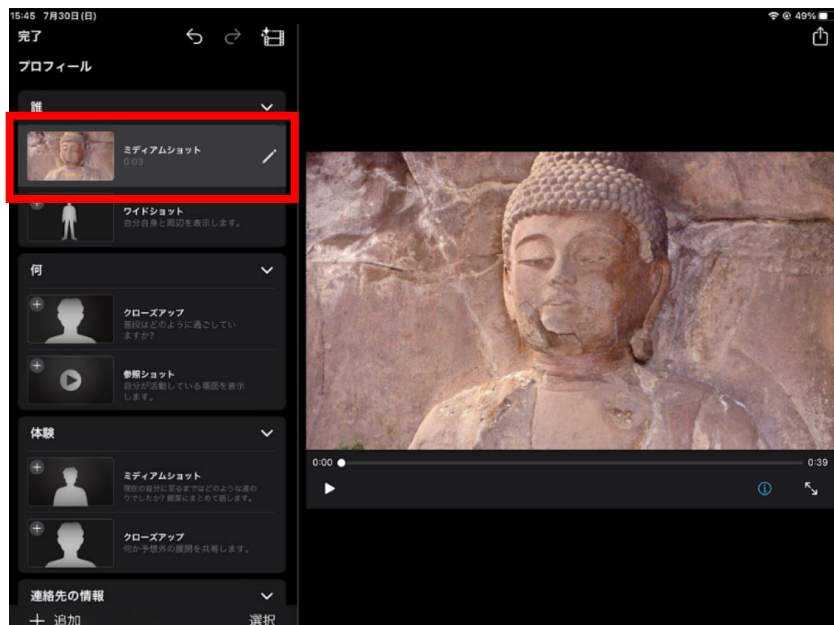 15:45 7月30日(日)
49%
完了
プロフィール
誰
ミディアムショット
0:03
ワイドショット
自分自身と周辺を表示します。
何
クローズアップ
普段はどのように過ごしてい
ますか?
参照ショット
自分が活動している場面を表示
します。
体験
ミディアムショット
現在の自分に至るまではどのような道の
りでしたか? 簡潔にまとめて話します。
クローズアップ
何か予想外の展開を共有します。
連絡先の情報
+ 追加
選択
0:00
0:39